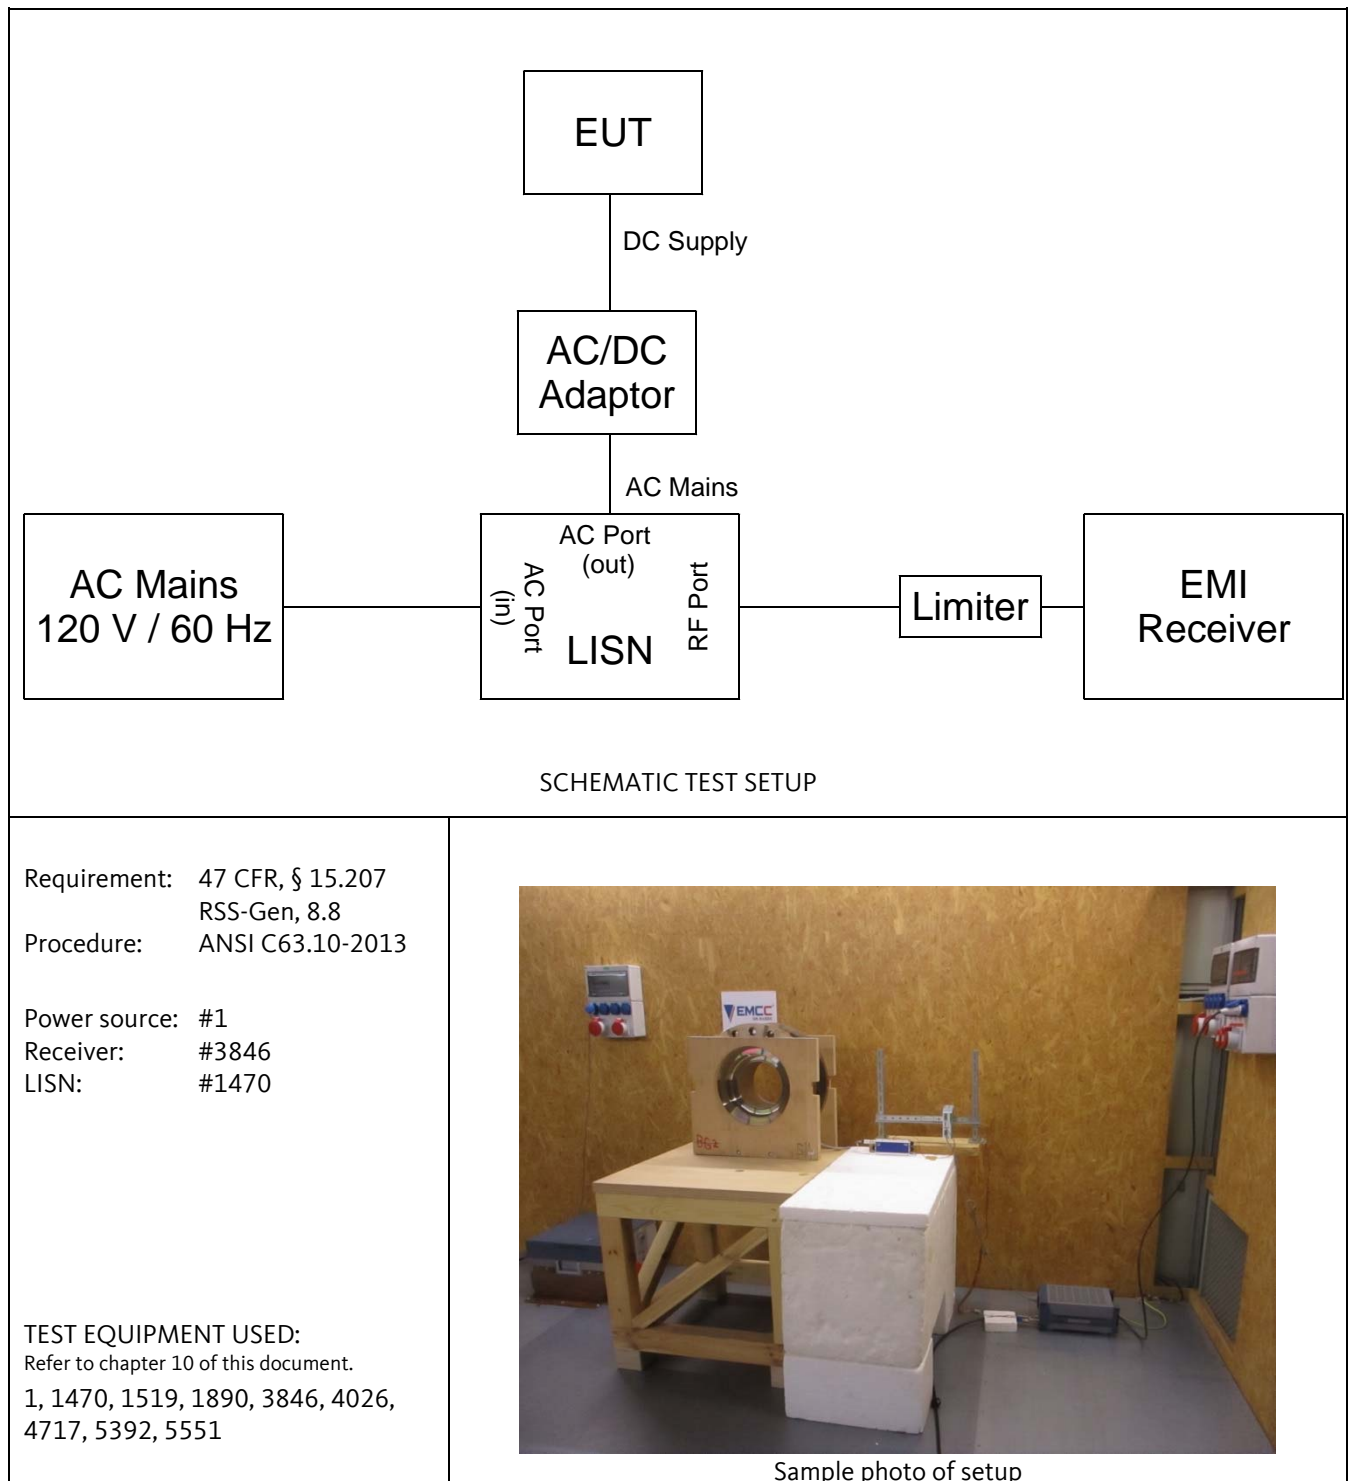 EUT
DC Supply
AC/DC
Adaptor
AC Mains
AC Mains
120 V / 60 Hz
AC Port
(out)
AC Port
(in)
RF Port
LISN
Limiter
EMI
Receiver
SCHEMATIC TEST SETUP
Requirement: 47 CFR, § 15.207
RSS-Gen, 8.8
Procedure: ANSI C63.10-2013
Power source: #1
Receiver: #3846
LISN: #1470
TEST EQUIPMENT USED:
Refer to chapter 10 of this document.
1, 1470, 1519, 1890, 3846, 4026,
4717, 5392, 5551
EMCC
Sample photo of setup